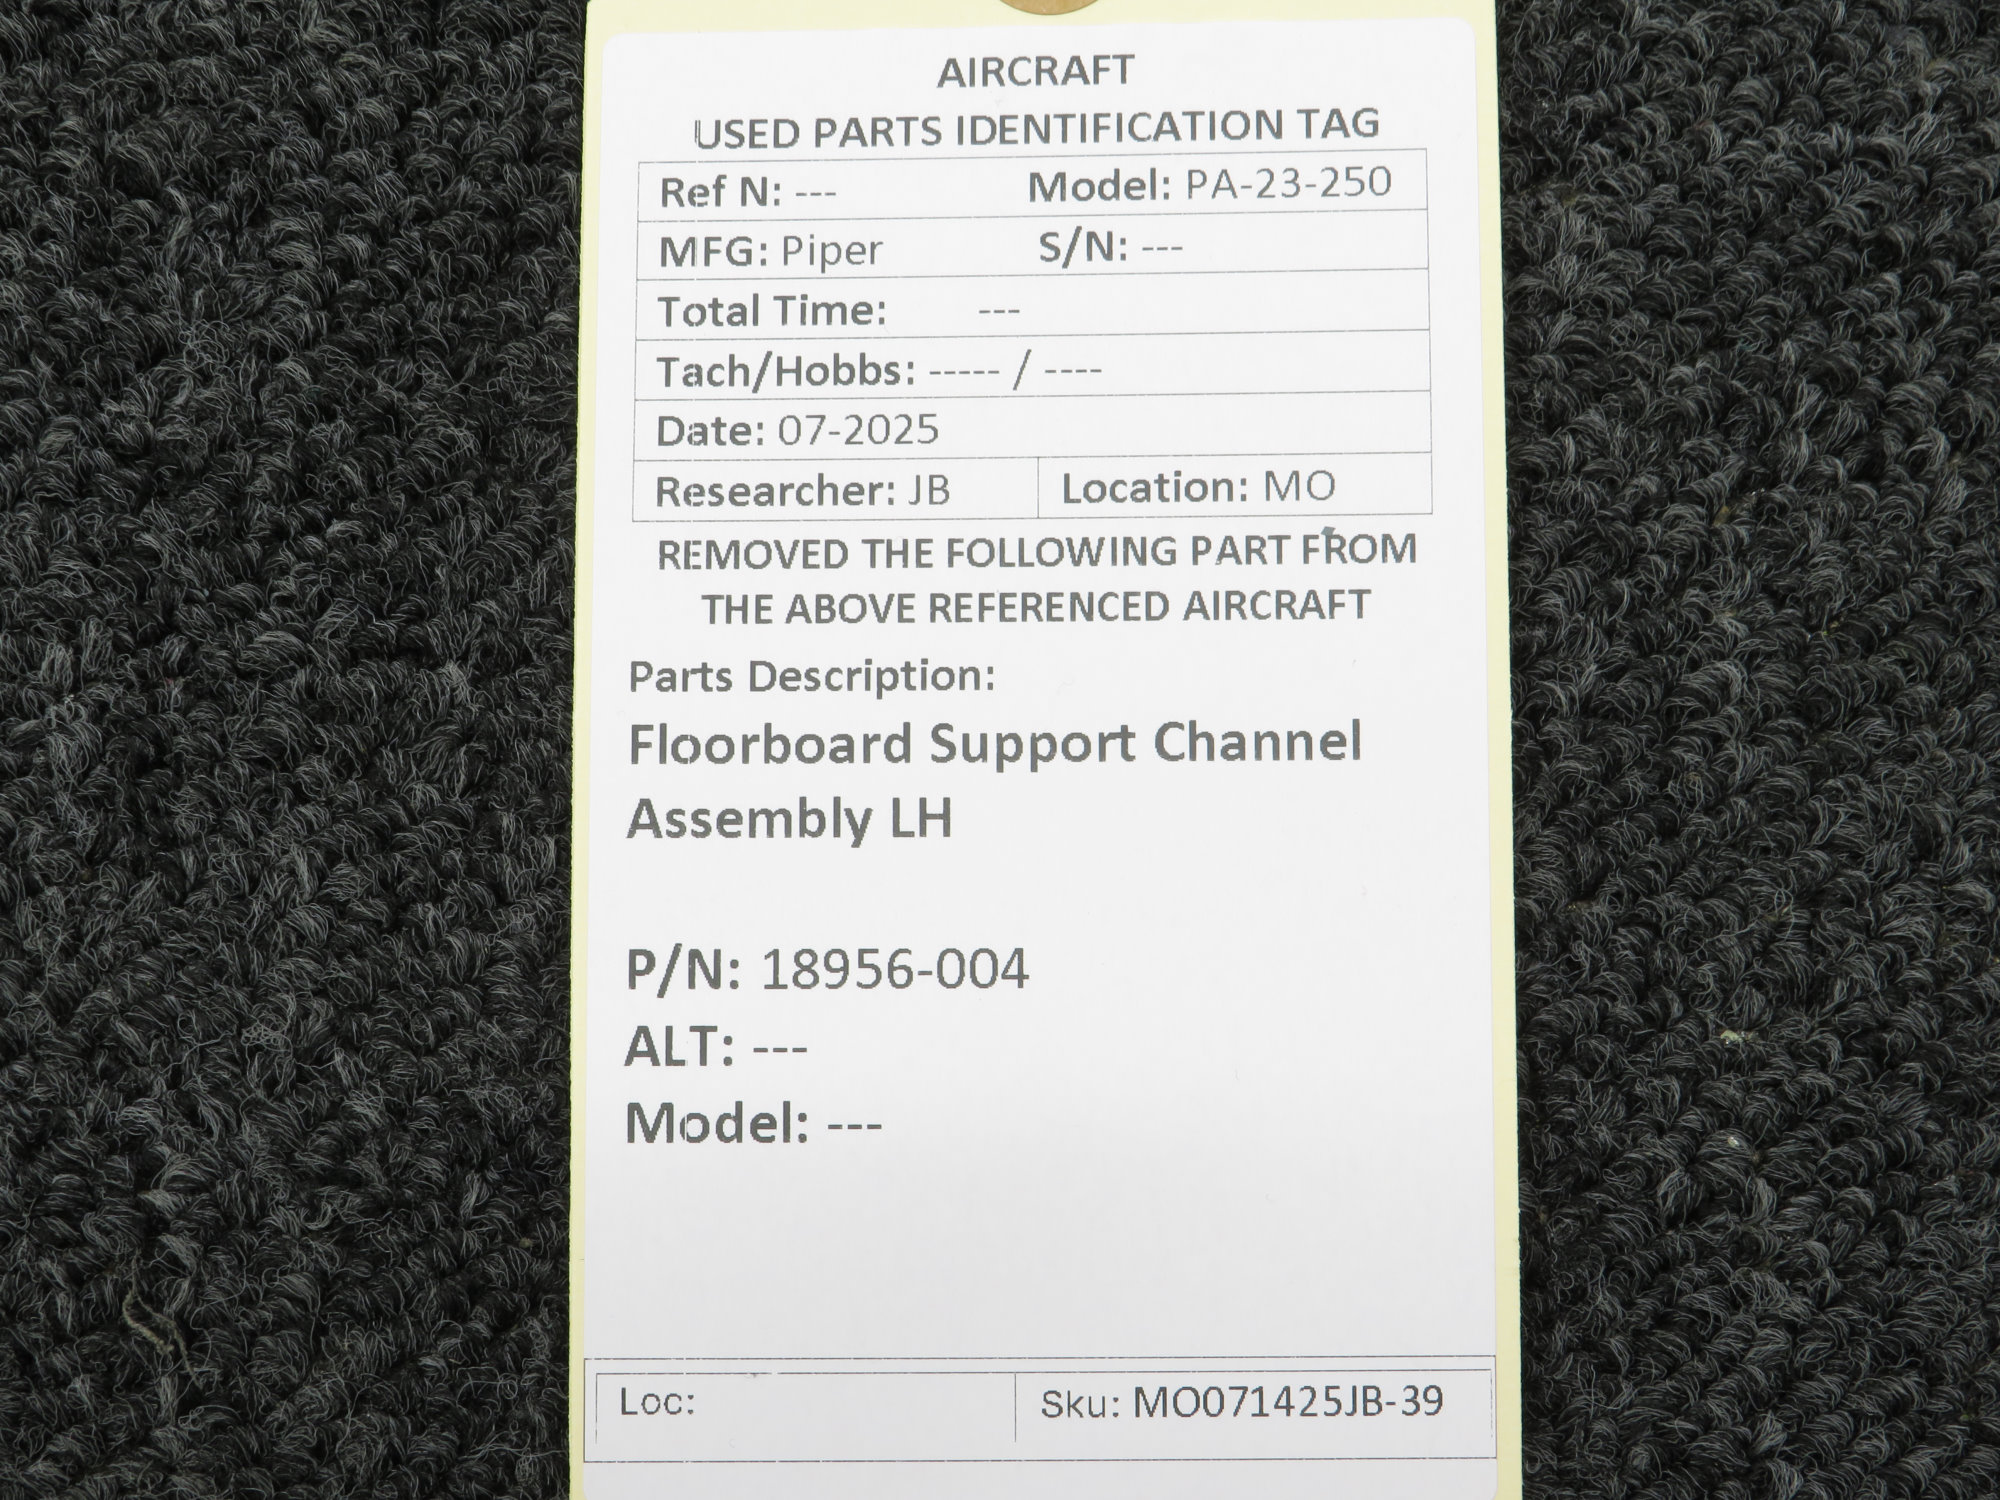 AIRCRAFT
USED PARTS IDENTIFICATION TAG
Ref N: --- Model: PA-23-250
MFG: Piper S/N: ---
Total Time: ---
Tach/Hobbs: ----- / ----
Date: 07-2025
Researcher: JB Location: MO
REMOVED THE FOLLOWING PART FROM
THE ABOVE REFERENCED AIRCRAFT
Parts Description:
Floorboard Support Channel
Assembly LH
P/N: 18956-004
ALT: ---
Model: ---
Loc: Sku: MO071425JB-39